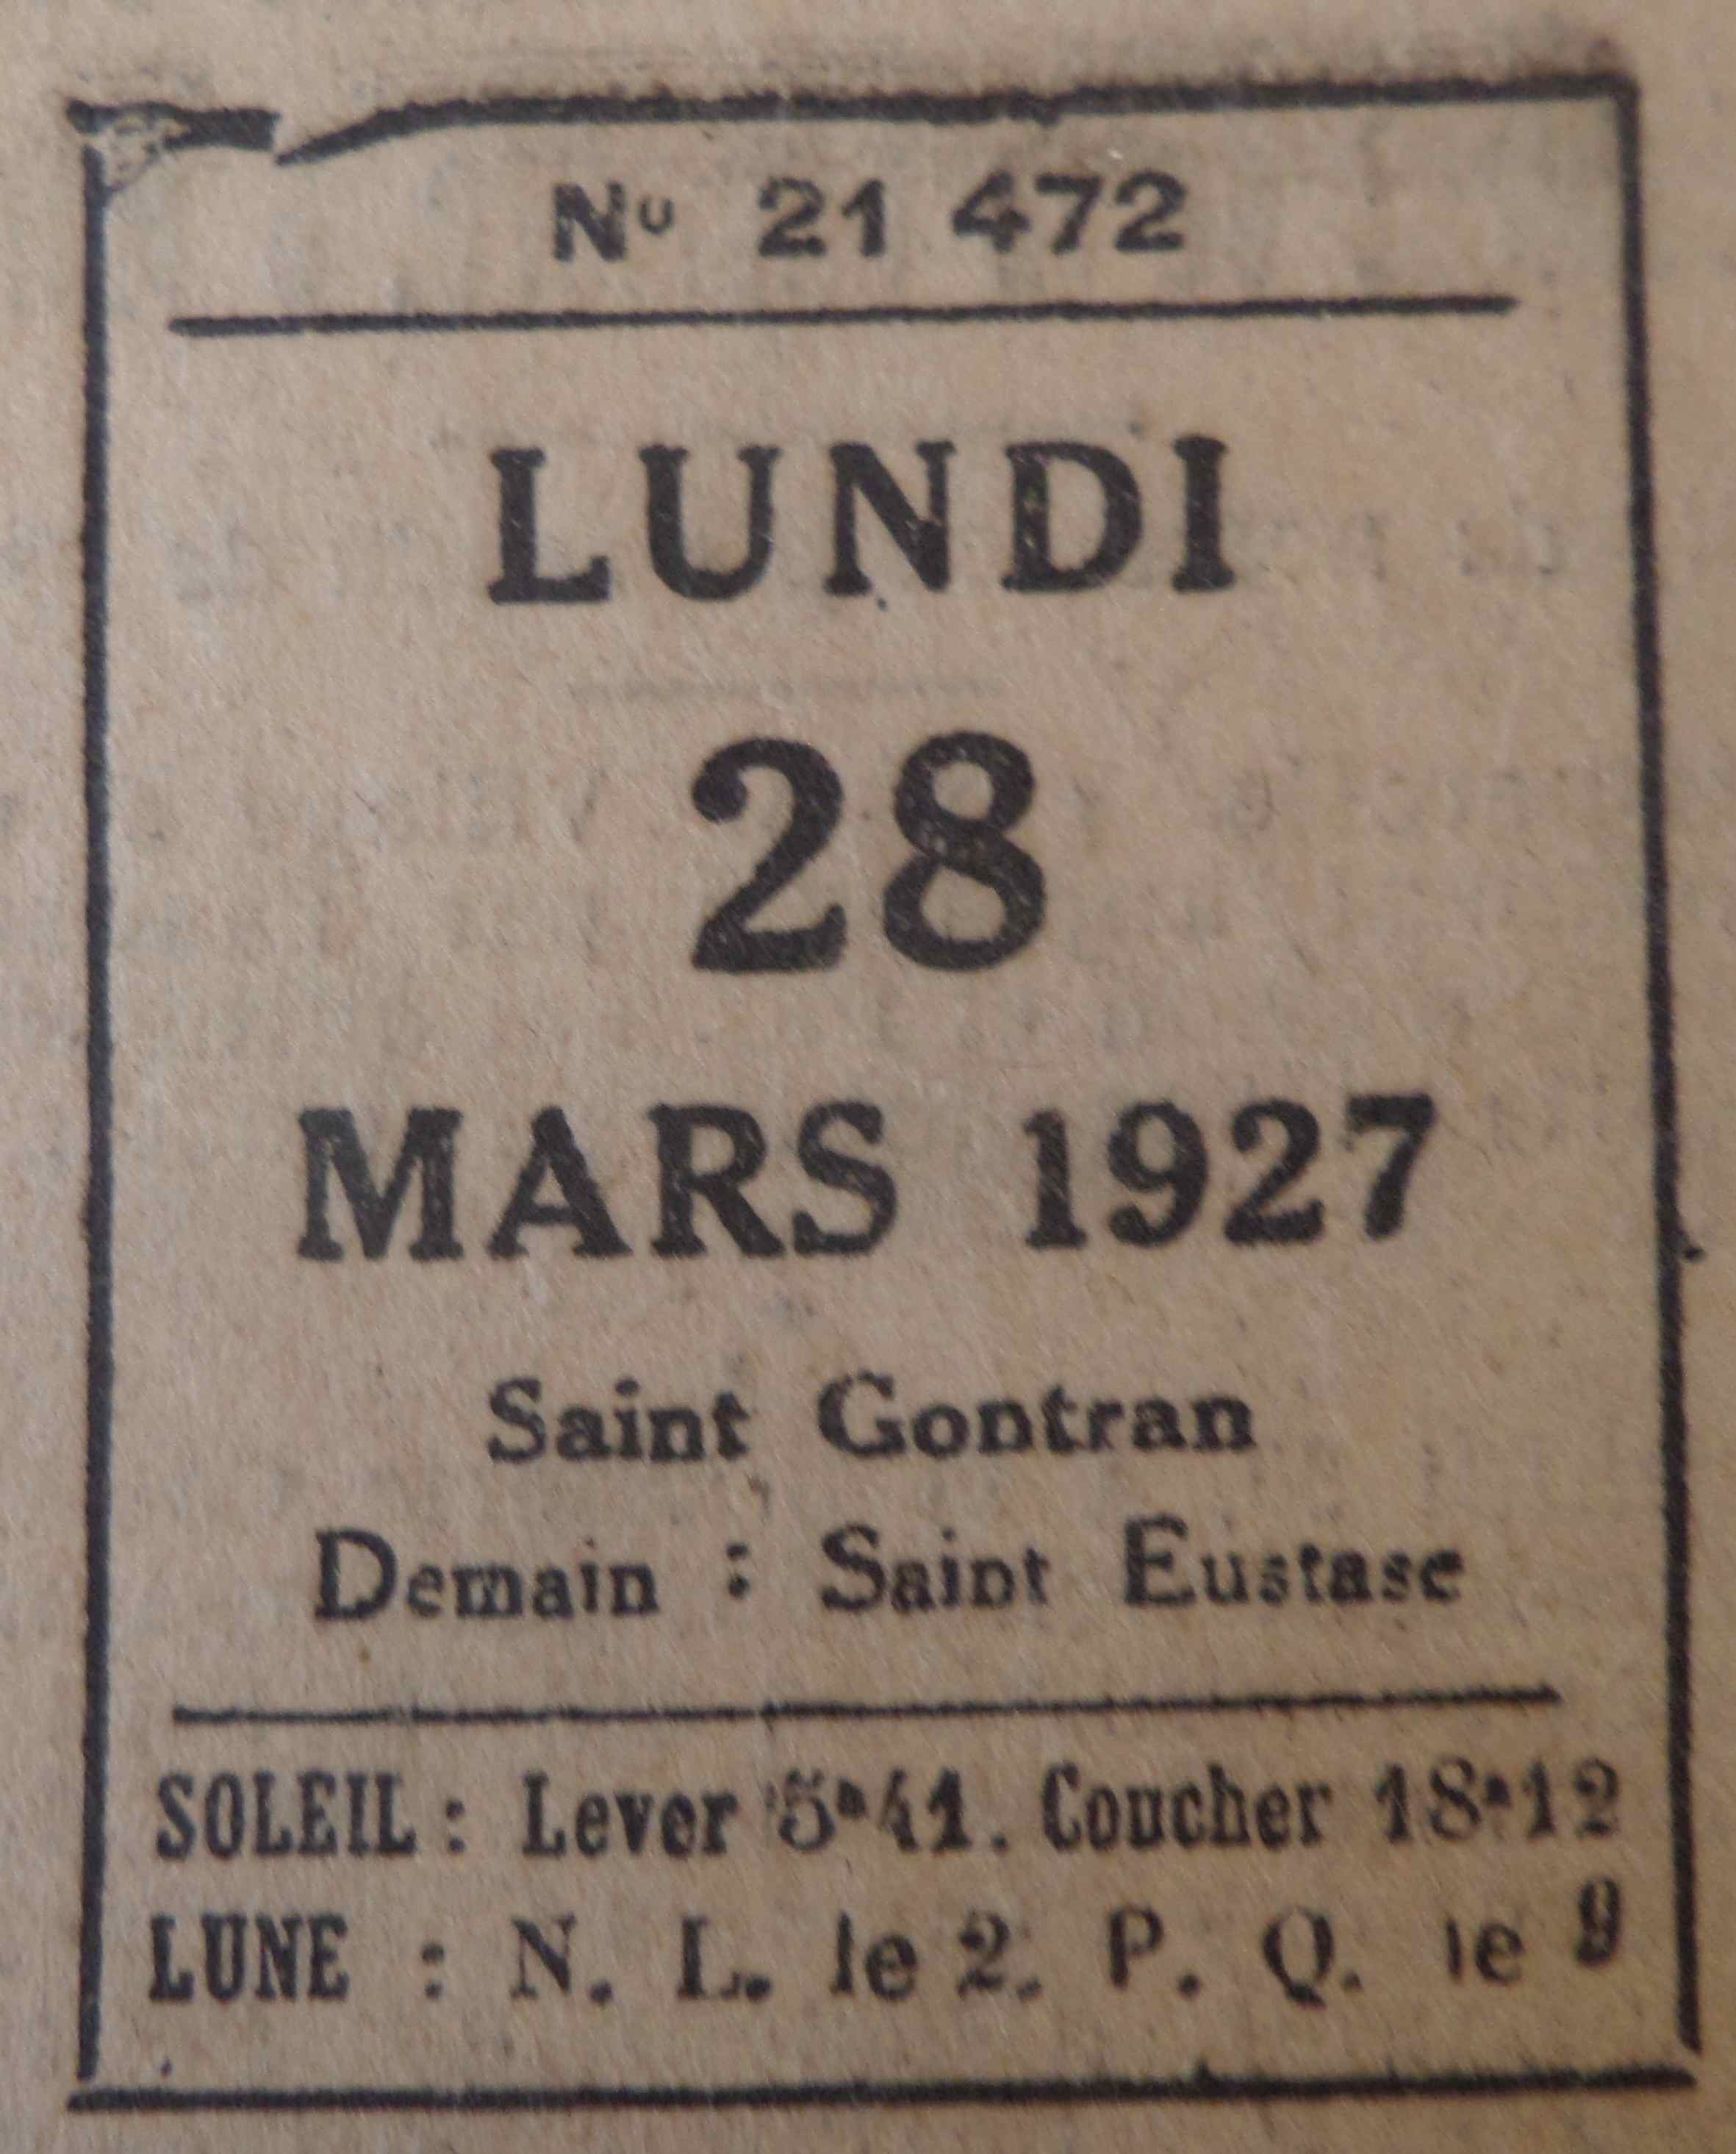 Nº 21 472
LUNDI
28
MARS 1927
Saint Gontran
Demain : Saint Eustase
SOLEIL : Lever 5ʰ41. Coucher 18ʰ12
LUNE : N. L. le 2. P. Q. le 9